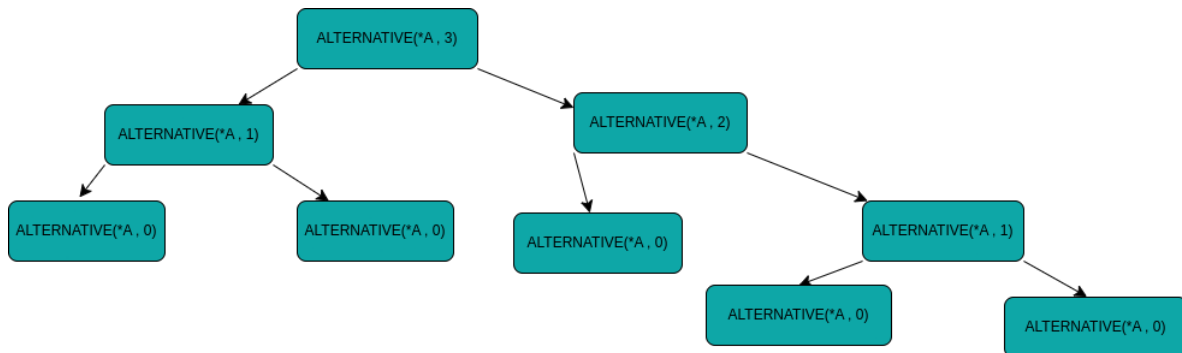 ALTERNATIVE(*A , 3)
ALTERNATIVE(*A , 1)
ALTERNATIVE(*A , 2)
ALTERNATIVE(*A , 0)
ALTERNATIVE(*A , 0)
ALTERNATIVE(*A , 0)
ALTERNATIVE(*A , 1)
ALTERNATIVE(*A , 0)
ALTERNATIVE(*A , 0)